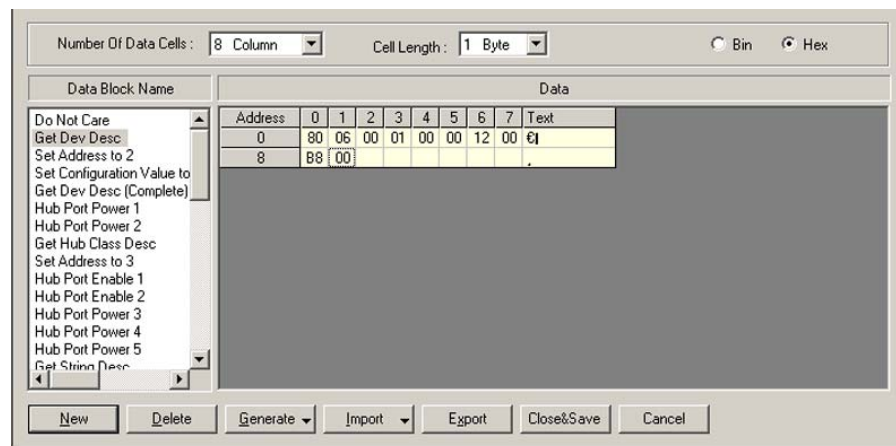 Number Of Data Cells : 8 Column Cell Length : 1 Byte Bin Hex
Data Block Name Data
Do Not Care
Get Dev Desc
Set Address to 2
Set Configuration Value to
Get Dev Desc (Complete)
Hub Port Power 1
Hub Port Power 2
Get Hub Class Desc
Set Address to 3
Hub Port Enable 1
Hub Port Enable 2
Hub Port Power 3
Hub Port Power 4
Hub Port Power 5
Get String Desc
Address 0 1 2 3 4 5 6 7 Text
0 80 06 00 01 00 00 12 00 €
8 B8 00 ¸
New Delete Generate Import Export Close&Save Cancel